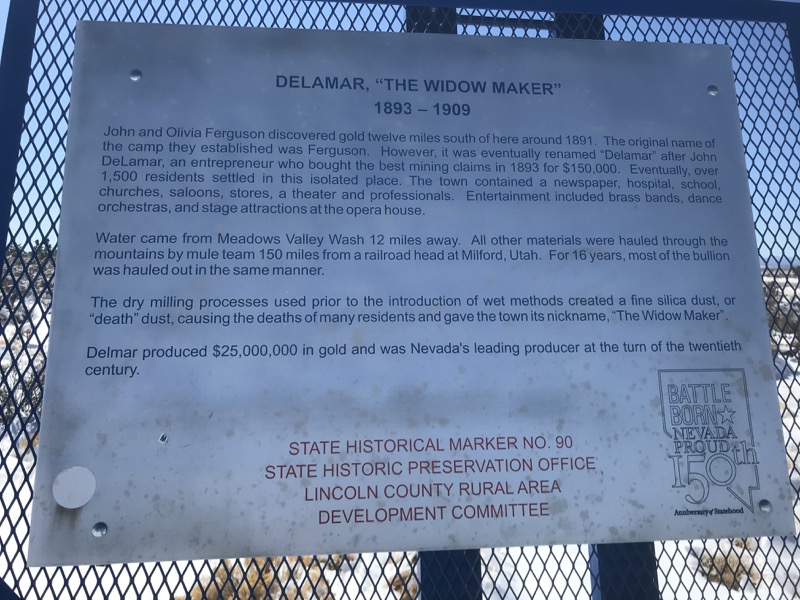 DELAMAR, “THE WIDOW MAKER”
1893 – 1909
John and Olivia Ferguson discovered gold twelve miles south of here around 1891. The original name of
the camp they established was Ferguson. However, it was eventually renamed “Delamar” after John
DeLamar, an entrepreneur who bought the best mining claims in 1893 for $150,000. Eventually, over
1,500 residents settled in this isolated place. The town contained a newspaper, hospital, school,
churches, saloons, stores, a theater and professionals. Entertainment included brass bands, dance
orchestras, and stage attractions at the opera house.
Water came from Meadows Valley Wash 12 miles away. All other materials were hauled through the
mountains by mule team 150 miles from a railroad head at Milford, Utah. For 16 years, most of the bullion
was hauled out in the same manner.
The dry milling processes used prior to the introduction of wet methods created a fine silica dust, or
“death” dust, causing the deaths of many residents and gave the town its nickname, “The Widow Maker”.
Delmar produced $25,000,000 in gold and was Nevada's leading producer at the turn of the twentieth
century.
STATE HISTORICAL MARKER NO. 90
STATE HISTORIC PRESERVATION OFFICE
LINCOLN COUNTY RURAL AREA
DEVELOPMENT COMMITTEE
BATTLE
BORN
NEVADA
PROUD
150th
Anniversary of Statehood